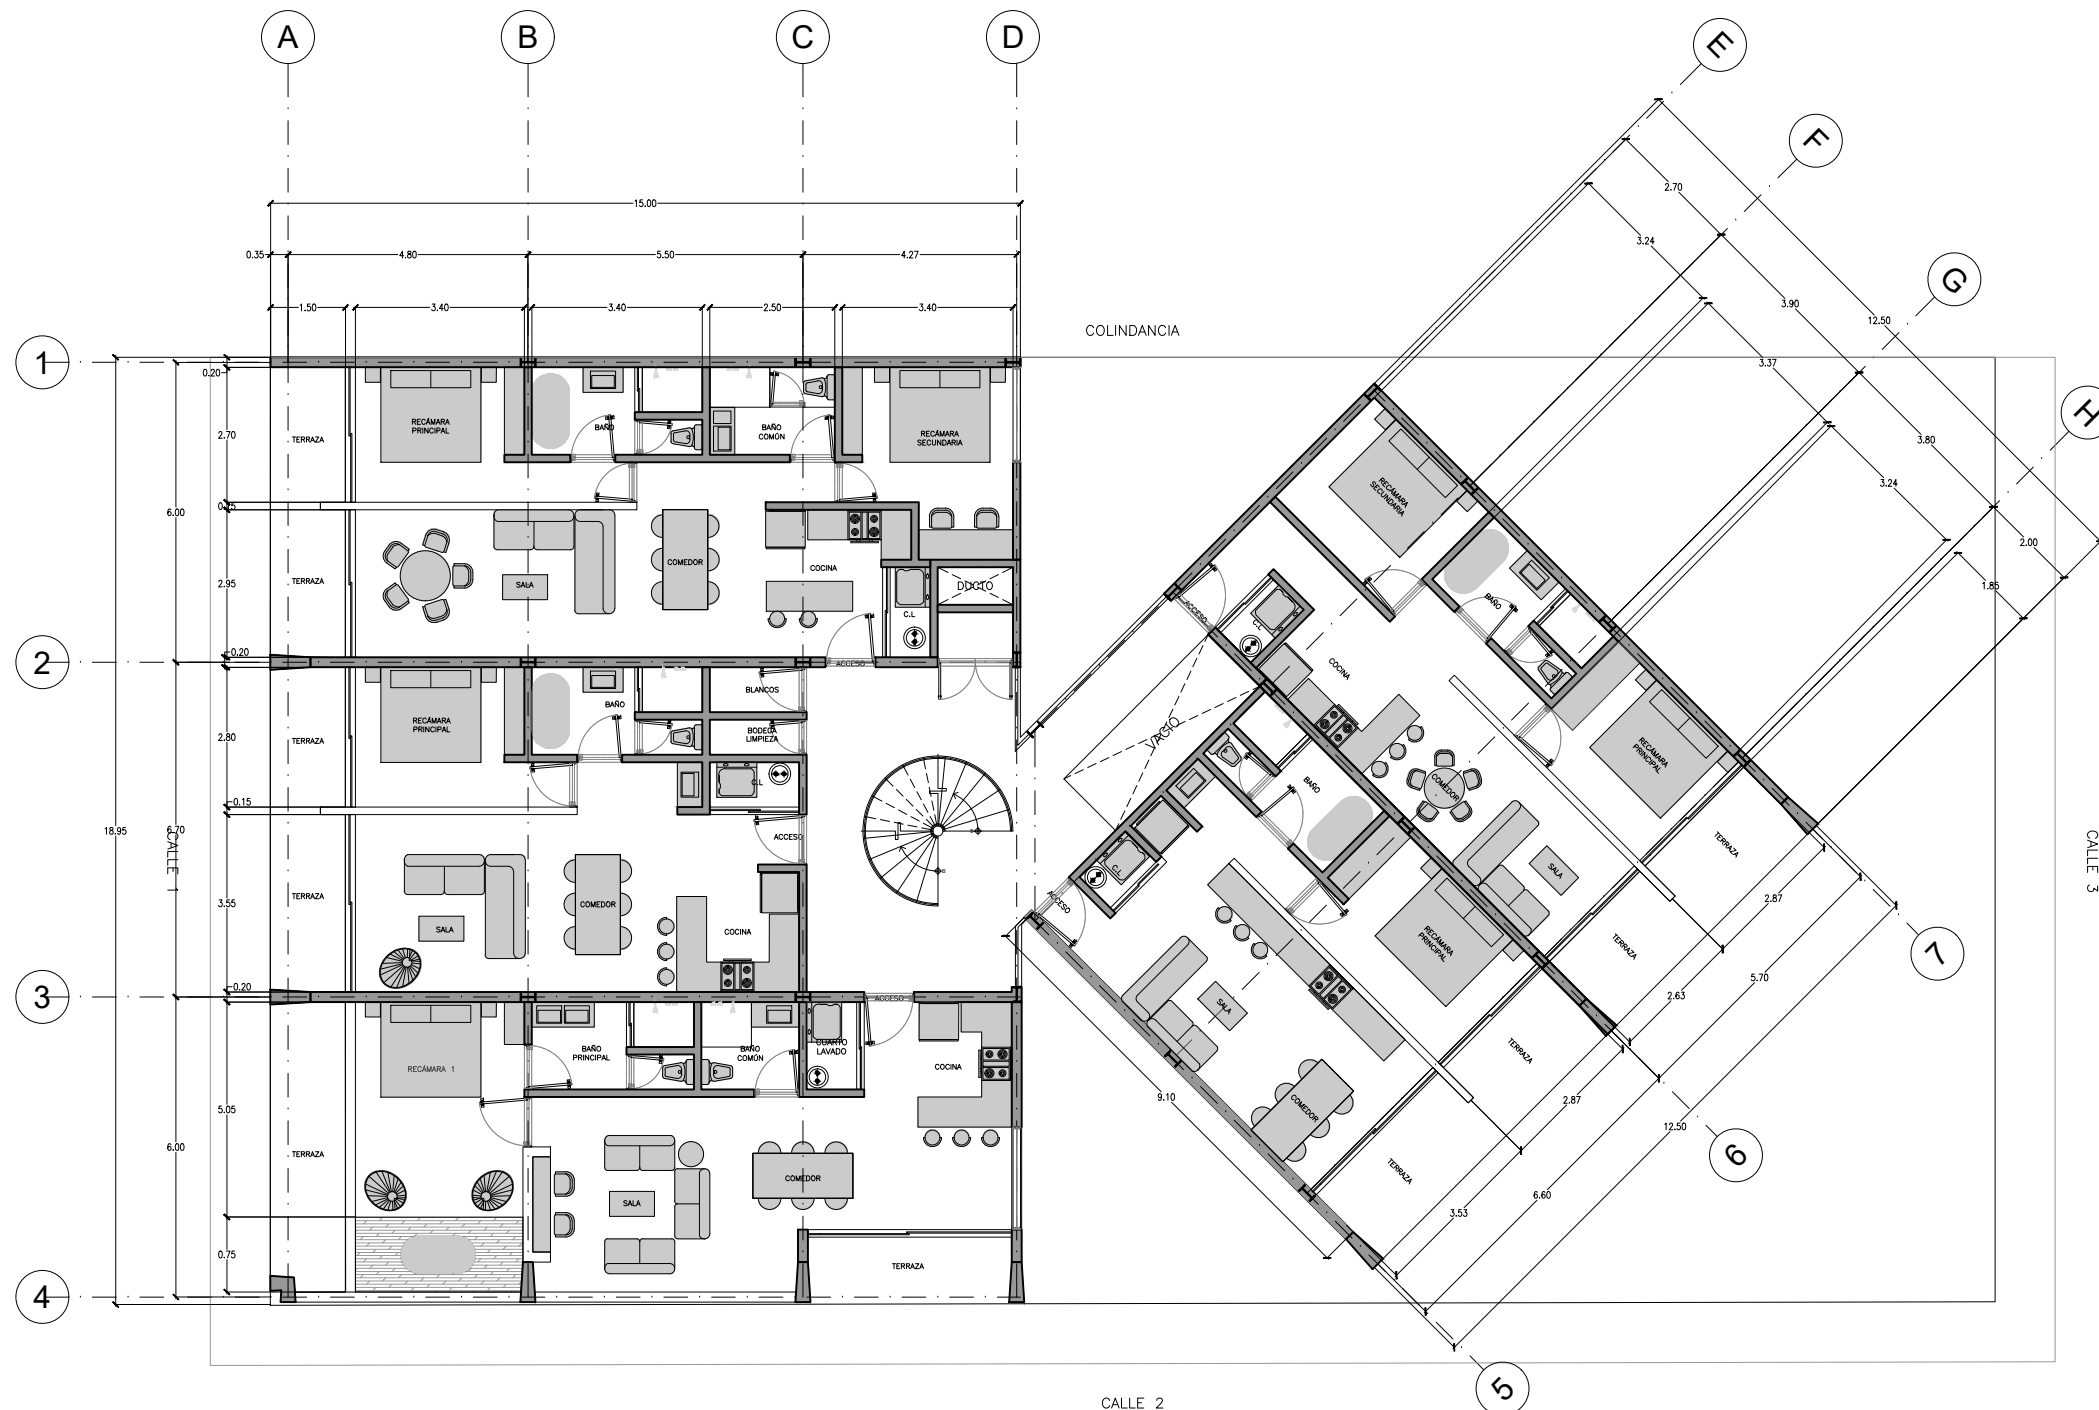 A
B
C
D
E
F
G
H
15.00
0.35
4.80
5.50
4.27
1.50
3.40
3.40
2.50
3.40
COLINDANCIA
2.70
3.24
3.90
12.50
3.37
3.80
3.24
2.00
1.85
1
2
3
4
0.20
2.70
6.00
2.95
0.20
2.80
0.15
18.95
CALLE 1
6.70
3.55
0.20
5.05
6.00
0.75
TERRAZA
RECÁMARA
PRINCIPAL
BAÑO
BAÑO
COMÚN
RECÁMARA
SECUNDARIA
TERRAZA
SALA
COMEDOR
COCINA
C.L
DUCTO
ACCESO
TERRAZA
RECÁMARA
PRINCIPAL
BAÑO
BLANCOS
BODEGA
LIMPIEZA
C.L
ACCESO
TERRAZA
SALA
COMEDOR
COCINA
ACCESO
RECÁMARA 1
BAÑO
PRINCIPAL
BAÑO
COMÚN
CUARTO
LAVADO
COCINA
TERRAZA
SALA
COMEDOR
TERRAZA
RECÁMARA
SECUNDARIA
ACCESO
C.L
BAÑO
COCINA
VACÍO
COMEDOR
RECÁMARA
PRINCIPAL
SALA
TERRAZA
TERRAZA
BAÑO
C.L
ACCESO
RECÁMARA
PRINCIPAL
SALA
COMEDOR
TERRAZA
TERRAZA
CALLE 3
2.87
5.70
2.63
2.87
12.50
6.60
3.53
9.10
7
6
5
CALLE 2